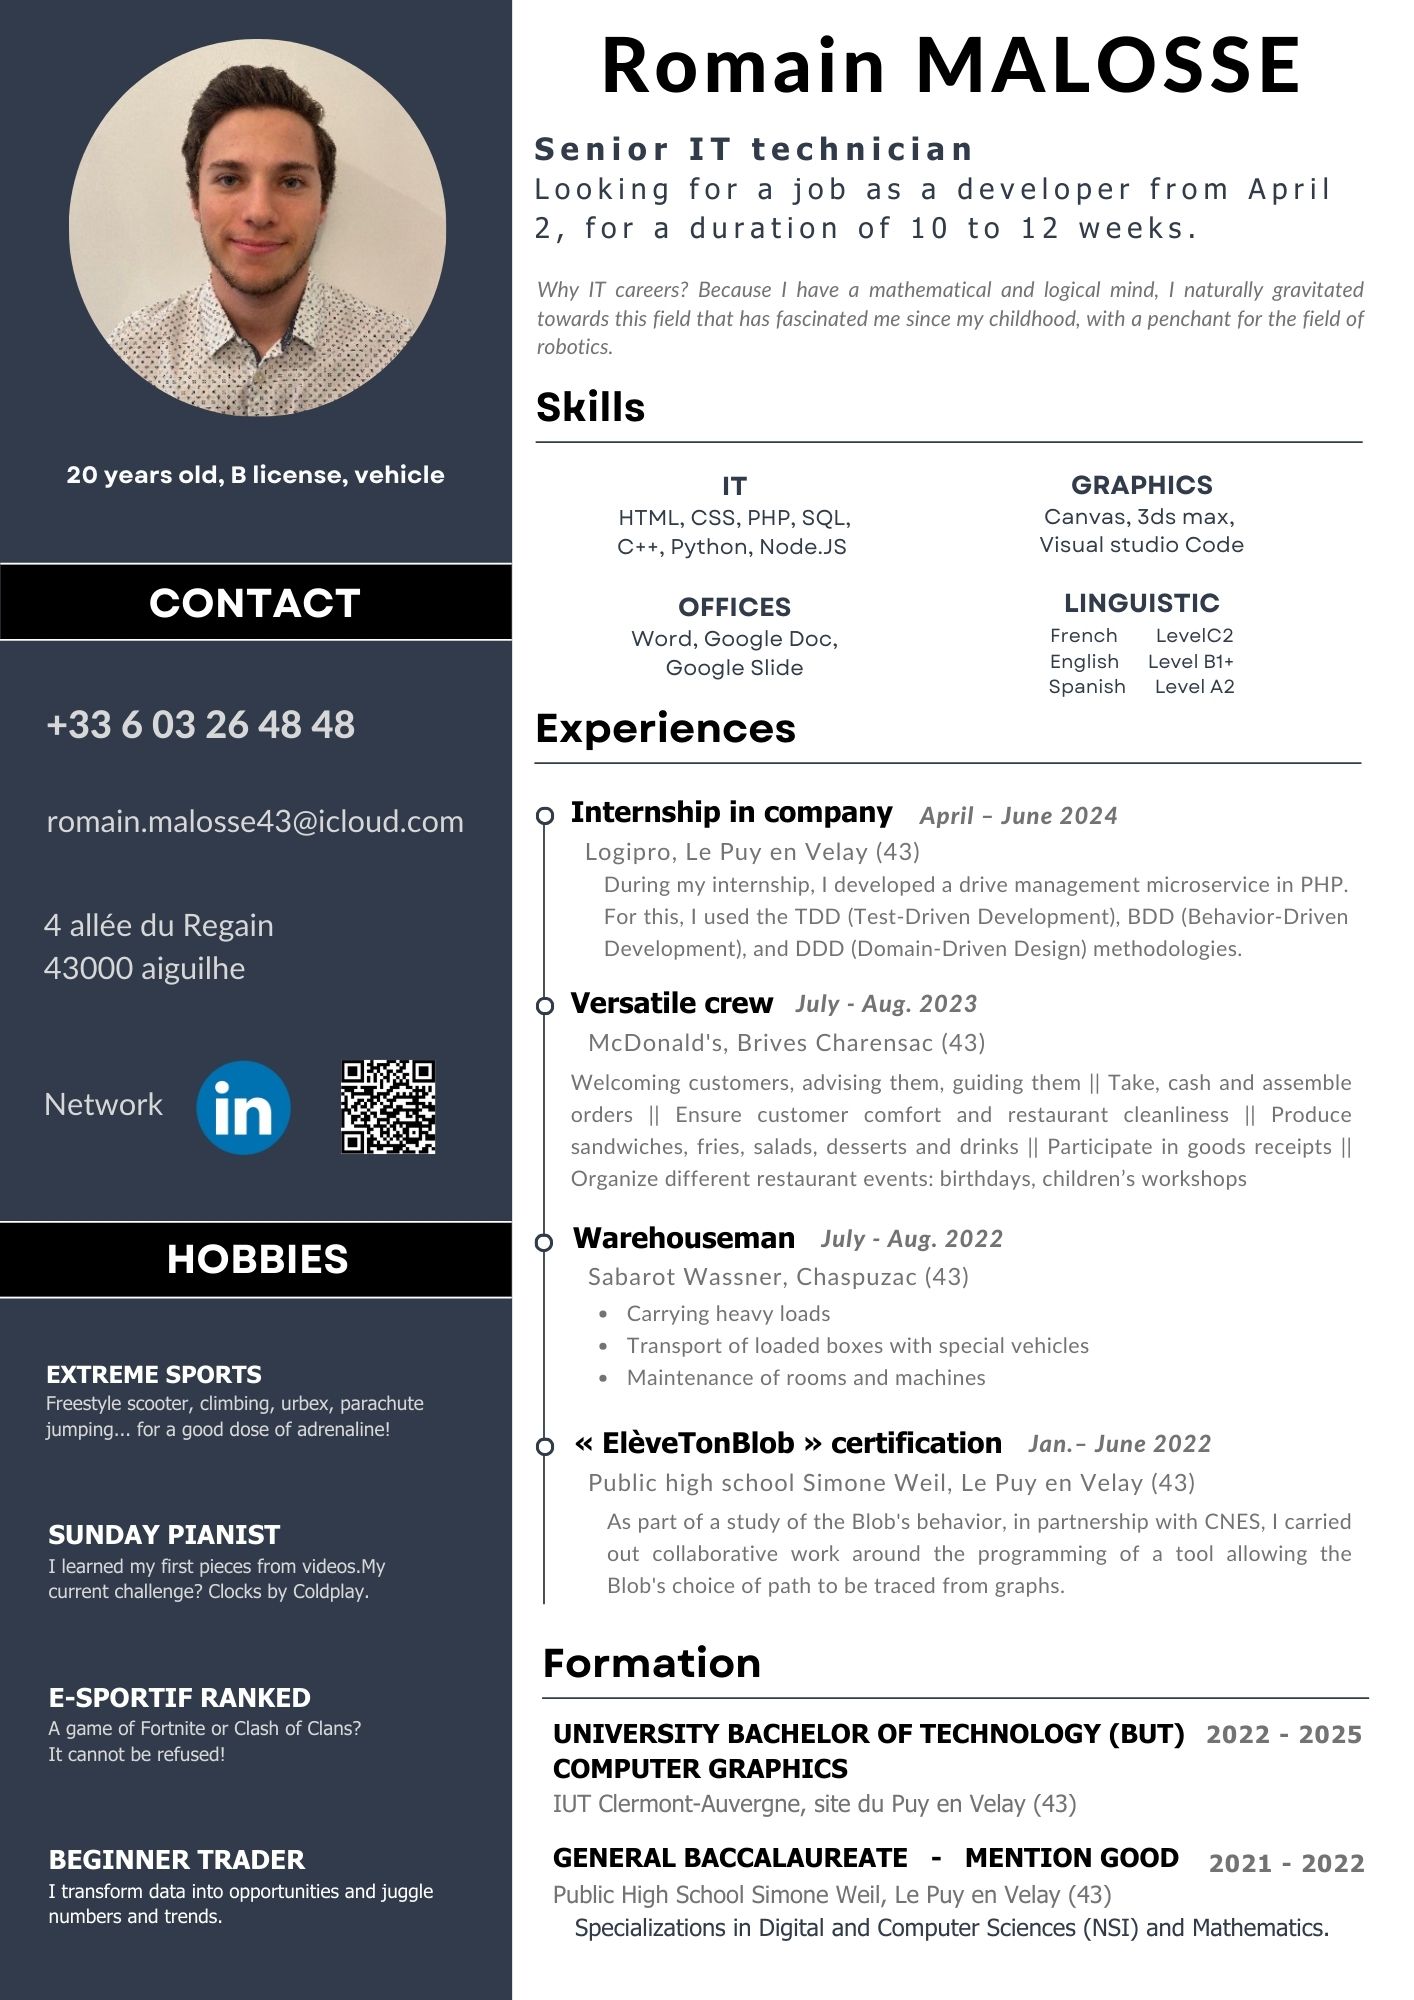 Romain MALOSSE
Senior IT technician
Looking for a job as a developer from April
2, for a duration of 10 to 12 weeks.
Why IT careers? Because I have a mathematical and logical mind, I naturally gravitated
towards this field that has fascinated me since my childhood, with a penchant for the field of
robotics.
20 years old, B license, vehicle
CONTACT
+33 6 03 26 48 48
romain.malosse43@icloud.com
4 allée du Regain
43000 aiguilhe
Network
in
HOBBIES
EXTREME SPORTS
Freestyle scooter, climbing, urbex, parachute
jumping... for a good dose of adrenaline!
SUNDAY PIANIST
I learned my first pieces from videos.My
current challenge? Clocks by Coldplay.
E-SPORTIF RANKED
A game of Fortnite or Clash of Clans?
It cannot be refused!
BEGINNER TRADER
I transform data into opportunities and juggle
numbers and trends.
Skills
IT
HTML, CSS, PHP, SQL,
C++, Python, Node.JS
GRAPHICS
Canvas, 3ds max,
Visual studio Code
OFFICES
Word, Google Doc,
Google Slide
LINGUISTIC
French LevelC2
English Level B1+
Spanish Level A2
Experiences
Internship in company April – June 2024
Logipro, Le Puy en Velay (43)
During my internship, I developed a drive management microservice in PHP.
For this, I used the TDD (Test-Driven Development), BDD (Behavior-Driven
Development), and DDD (Domain-Driven Design) methodologies.
Versatile crew July - Aug. 2023
McDonald's, Brives Charensac (43)
Welcoming customers, advising them, guiding them || Take, cash and assemble
orders || Ensure customer comfort and restaurant cleanliness || Produce
sandwiches, fries, salads, desserts and drinks || Participate in goods receipts ||
Organize different restaurant events: birthdays, children’s workshops
Warehouseman July - Aug. 2022
Sabarot Wassner, Chaspuzac (43)
• Carrying heavy loads
• Transport of loaded boxes with special vehicles
• Maintenance of rooms and machines
« ElèveTonBlob » certification Jan.– June 2022
Public high school Simone Weil, Le Puy en Velay (43)
As part of a study of the Blob's behavior, in partnership with CNES, I carried
out collaborative work around the programming of a tool allowing the
Blob's choice of path to be traced from graphs.
Formation
UNIVERSITY BACHELOR OF TECHNOLOGY (BUT) 2022 - 2025
COMPUTER GRAPHICS
IUT Clermont-Auvergne, site du Puy en Velay (43)
GENERAL BACCALAUREATE - MENTION GOOD 2021 - 2022
Public High School Simone Weil, Le Puy en Velay (43)
Specializations in Digital and Computer Sciences (NSI) and Mathematics.